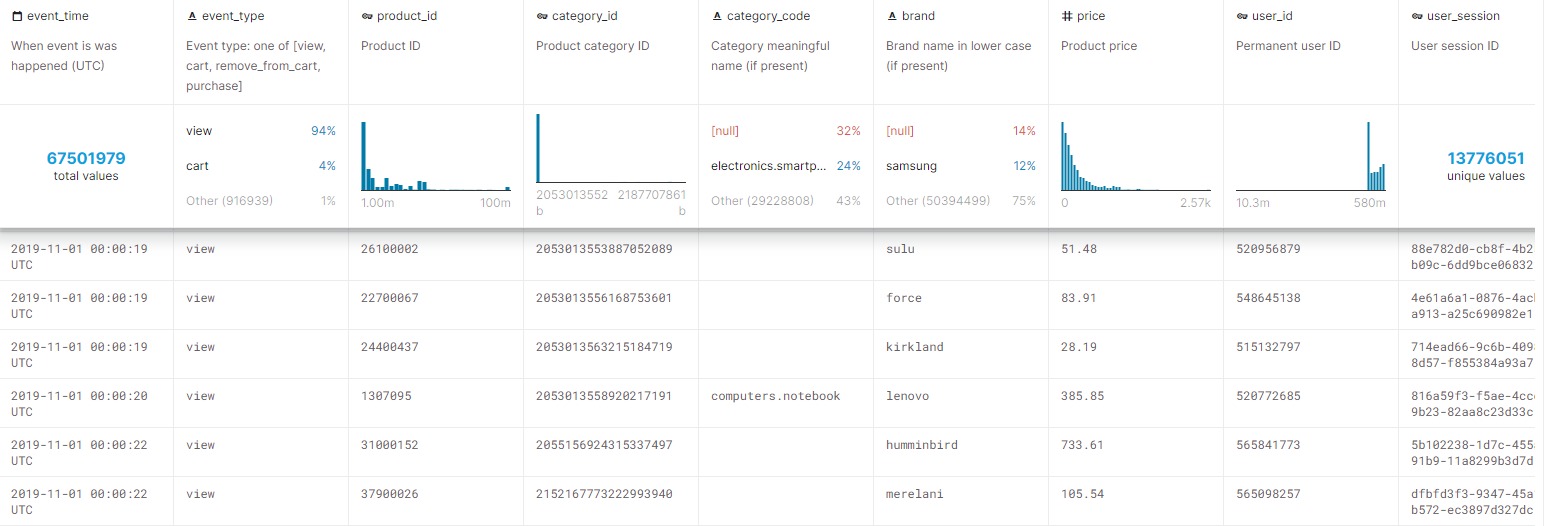 event_time
event_type
product_id
category_id
category_code
brand
price
user_id
user_session
When event is was
happened (UTC)
Event type: one of [view,
cart, remove_from_cart,
purchase]
Product ID
Product category ID
Category meaningful
name (if present)
Brand name in lower case
(if present)
Product price
Permanent user ID
User session ID
67501979
total values
view 94%
cart 4%
Other (916939) 1%
1.00m 100m
2053013552 2187707861
b b
[null] 32%
electronics.smartp... 24%
Other (29228808) 43%
[null] 14%
samsung 12%
Other (50394499) 75%
0 2.57k
10.3m 580m
13776051
unique values
2019-11-01 00:00:19
UTC
view
26100002
2053013553887052089
sulu
51.48
520956879
88e782d0-cb8f-4b2
b09c-6dd9bce06832
2019-11-01 00:00:19
UTC
view
22700067
2053013556168753601
force
83.91
548645138
4e61a6a1-0876-4ac
a913-a25c690982e1
2019-11-01 00:00:19
UTC
view
24400437
2053013563215184719
kirkland
28.19
515132797
714ead66-9c6b-409
8d57-f855384a93a7
2019-11-01 00:00:20
UTC
view
1307095
2053013558920217191
computers.notebook
lenovo
385.85
520772685
816a59f3-f5ae-4cc
9b23-82aa8c23d33c
2019-11-01 00:00:22
UTC
view
31000152
2055156924315337497
humminbird
733.61
565841773
5b102238-1d7c-455
91b9-11a8299b3d7d
2019-11-01 00:00:22
UTC
view
37900026
2152167773222993940
merelani
105.54
565098257
dfbfd3f3-9347-45a
b572-ec3897d327dc